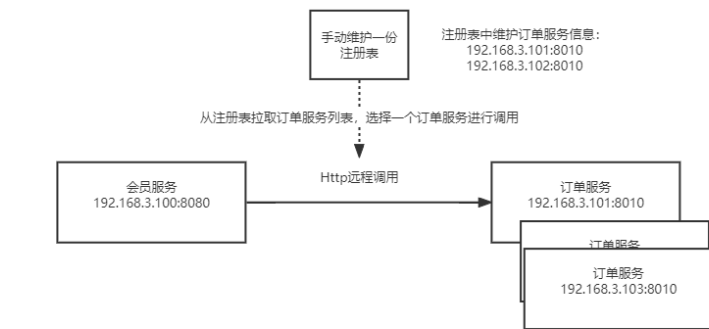 手动维护一份
注册表
注册表中维护订单服务信息：
192.168.3.101:8010
192.168.3.102:8010
从注册表拉取订单服务列表，选择一个订单服务进行调用
Http远程调用
会员服务
192.168.3.100:8080
订单服务
192.168.3.101:8010
订单服务
订单服务
192.168.3.103:8010